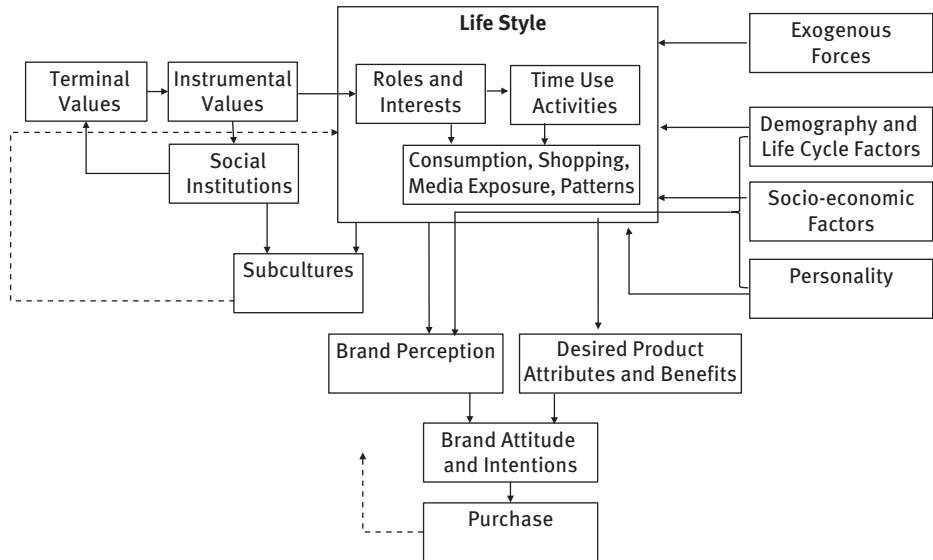 Life Style
Exogenous
Forces
Terminal
Values
Instrumental
Values
Roles and
Interests
Time Use
Activities
Demography and
Life Cycle Factors
Social
Institutions
Consumption, Shopping,
Media Exposure, Patterns
Socio-economic
Factors
Subcultures
Personality
Brand Perception
Desired Product
Attributes and Benefits
Brand Attitude
and Intentions
Purchase